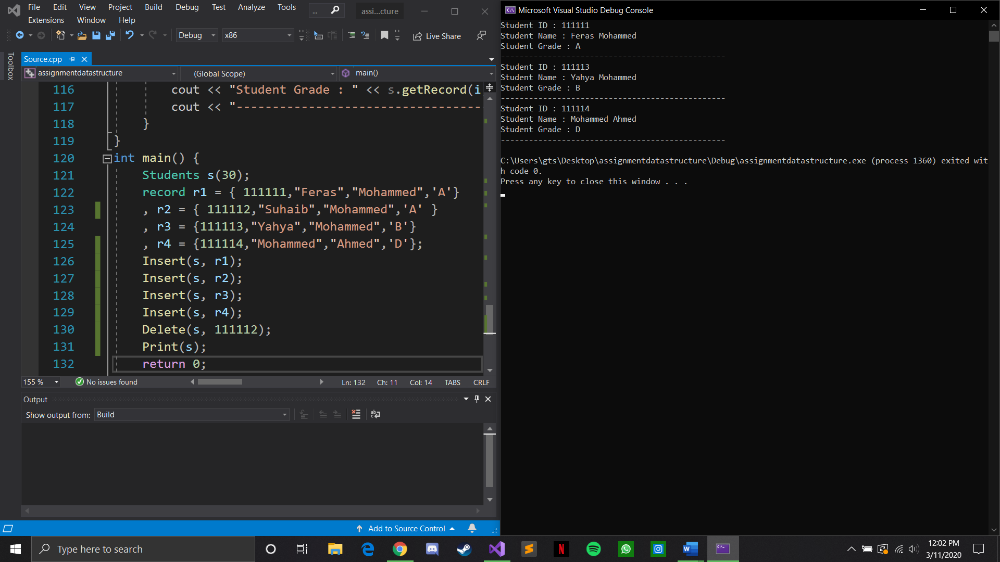 File Edit View Project Build Debug Test Analyze Tools ... assi...cture
Extensions Window Help
Debug x86 Live Share
Toolbox
Source.cpp
assignmentdatastructure (Global Scope) main()
116 cout << "Student Grade : " << s.getRecord(i
117 cout << "-----------------------------------
118 }
119 }
120 int main() {
121 Students s(30);
122 record r1 = { 111111,"Feras","Mohammed",'A'}
123 , r2 = { 111112,"Suhaib","Mohammed",'A' }
124 , r3 = {111113,"Yahya","Mohammed",'B'}
125 , r4 = {111114,"Mohammed","Ahmed",'D'};
126 Insert(s, r1);
127 Insert(s, r2);
128 Insert(s, r3);
129 Insert(s, r4);
130 Delete(s, 111112);
131 Print(s);
132 return 0;
155 % No issues found Ln: 132 Ch: 11 Col: 14 TABS CRLF
Output
Show output from: Build
Add to Source Control
Microsoft Visual Studio Debug Console
Student ID : 111111
Student Name : Feras Mohammed
Student Grade : A
------------------------------------------------
Student ID : 111113
Student Name : Yahya Mohammed
Student Grade : B
------------------------------------------------
Student ID : 111114
Student Name : Mohammed Ahmed
Student Grade : D
------------------------------------------------
C:\Users\gts\Desktop\assignmentdatastructure\Debug\assignmentdatastructure.exe (process 1360) exited wit
h code 0.
Press any key to close this window . . .
Type here to search
12:02 PM
3/11/2020